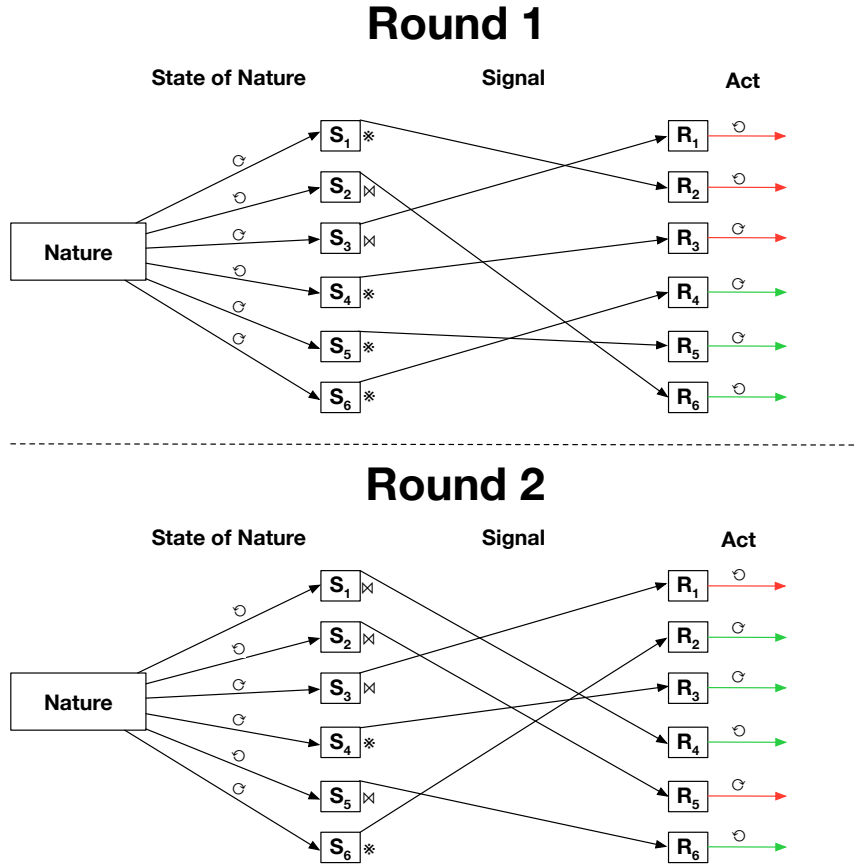 Round 1
State of Nature Signal Act
S1 ※ R1 ↺
S2 ⋈ R2 ↺
S3 ⋈ R3 ↻
Nature
S4 ※ R4 ↻
S5 ※ R5 ↻
S6 ※ R6 ↺
Round 2
State of Nature Signal Act
S1 ⋈ R1 ↺
S2 ⋈ R2 ↻
S3 ⋈ R3 ↻
Nature
S4 ※ R4 ↺
S5 ⋈ R5 ↻
S6 ※ R6 ↺